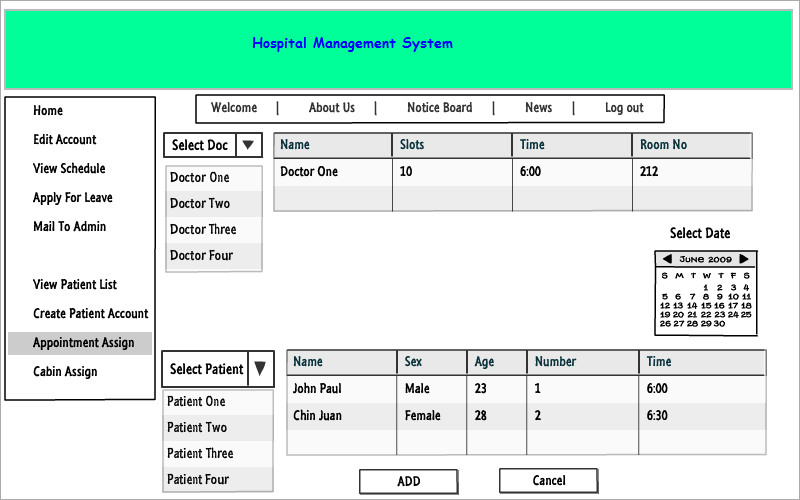 Hospital Management System
Welcome | About Us | Notice Board | News | Log out
Home
Edit Account
View Schedule
Apply For Leave
Mail To Admin
View Patient List
Create Patient Account
Appointment Assign
Cabin Assign
Select Doc
Doctor One
Doctor Two
Doctor Three
Doctor Four
Name Slots Time Room No
Doctor One 10 6:00 212
Select Date
June 2009
S M T W T F S
1 2 3 4
5 6 7 8 9 10 11
12 13 14 15 16 17 18
19 20 21 22 23 24 25
26 27 28 29 30
Select Patient
Patient One
Patient Two
Patient Three
Patient Four
Name Sex Age Number Time
John Paul Male 23 1 6:00
Chin Juan Female 28 2 6:30
ADD Cancel